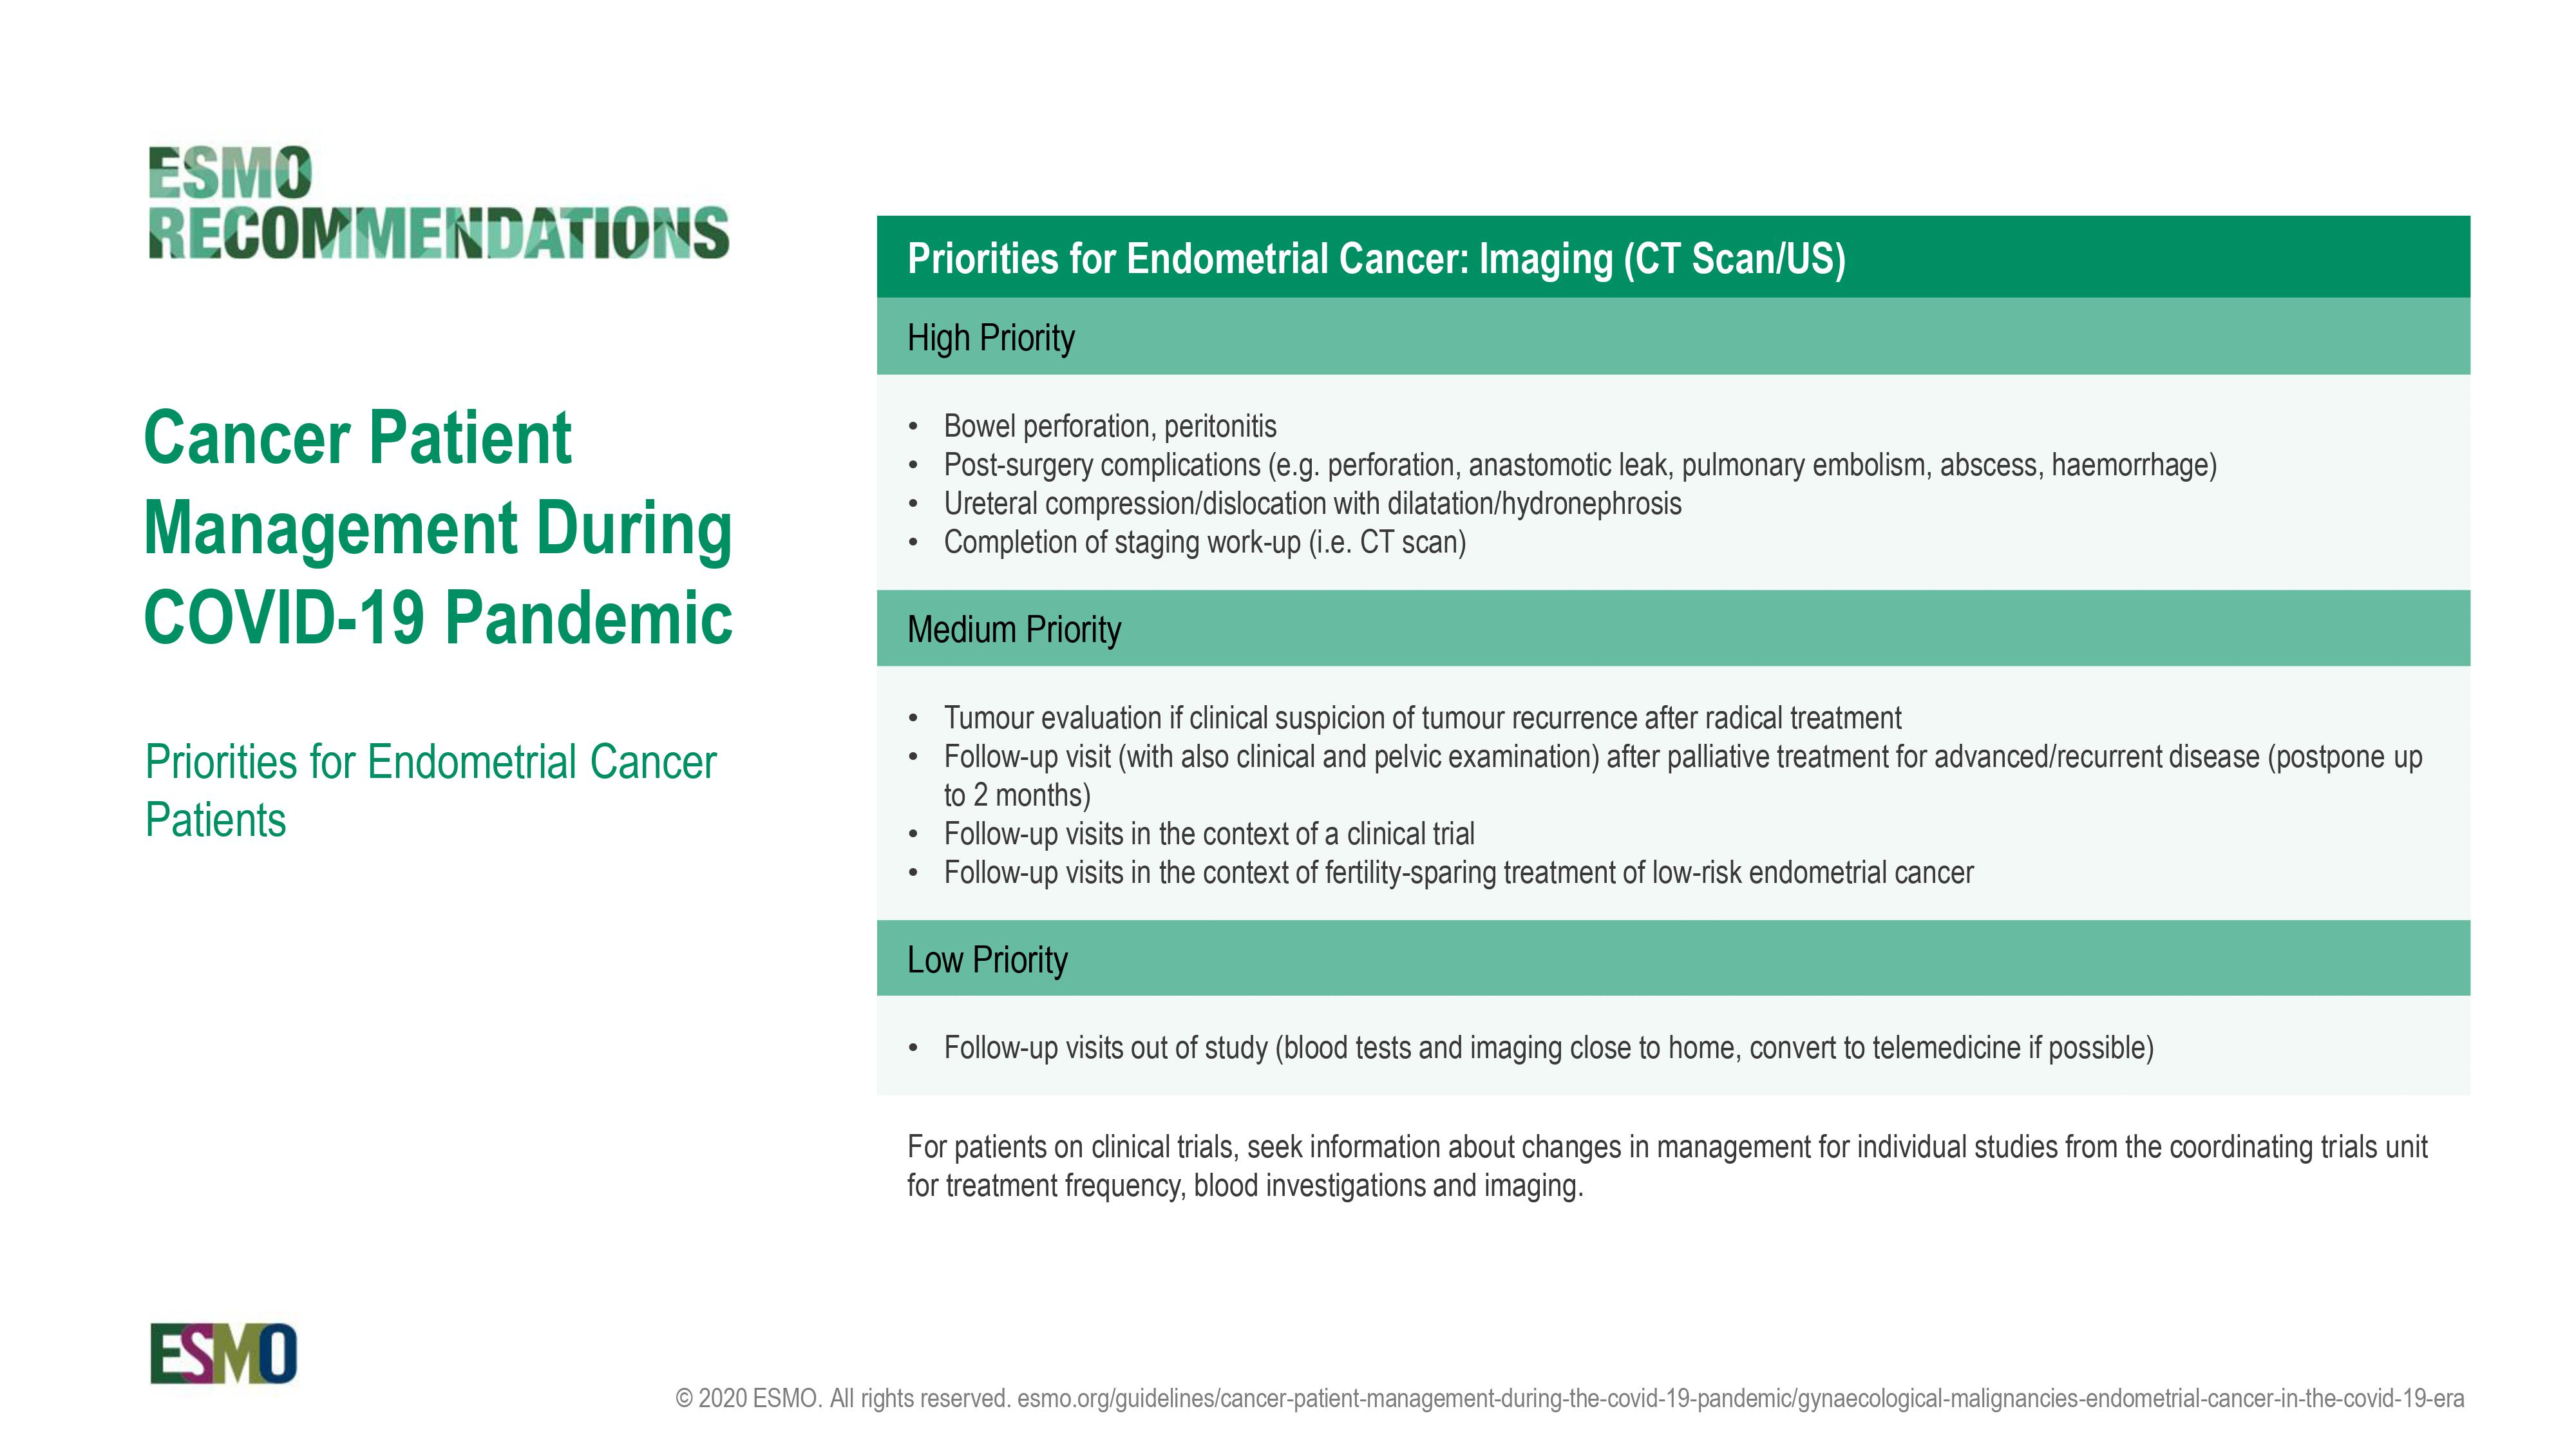 ESMO
RECOMMENDATIONS
Cancer Patient
Management During
COVID-19 Pandemic
Priorities for Endometrial Cancer
Patients
Priorities for Endometrial Cancer: Imaging (CT Scan/US)
High Priority
• Bowel perforation, peritonitis
• Post-surgery complications (e.g. perforation, anastomotic leak, pulmonary embolism, abscess, haemorrhage)
• Ureteral compression/dislocation with dilatation/hydronephrosis
• Completion of staging work-up (i.e. CT scan)
Medium Priority
• Tumour evaluation if clinical suspicion of tumour recurrence after radical treatment
• Follow-up visit (with also clinical and pelvic examination) after palliative treatment for advanced/recurrent disease (postpone up
to 2 months)
• Follow-up visits in the context of a clinical trial
• Follow-up visits in the context of fertility-sparing treatment of low-risk endometrial cancer
Low Priority
• Follow-up visits out of study (blood tests and imaging close to home, convert to telemedicine if possible)
For patients on clinical trials, seek information about changes in management for individual studies from the coordinating trials unit
for treatment frequency, blood investigations and imaging.
ESMO
© 2020 ESMO. All rights reserved. esmo.org/guidelines/cancer-patient-management-during-the-covid-19-pandemic/gynaecological-malignancies-endometrial-cancer-in-the-covid-19-era